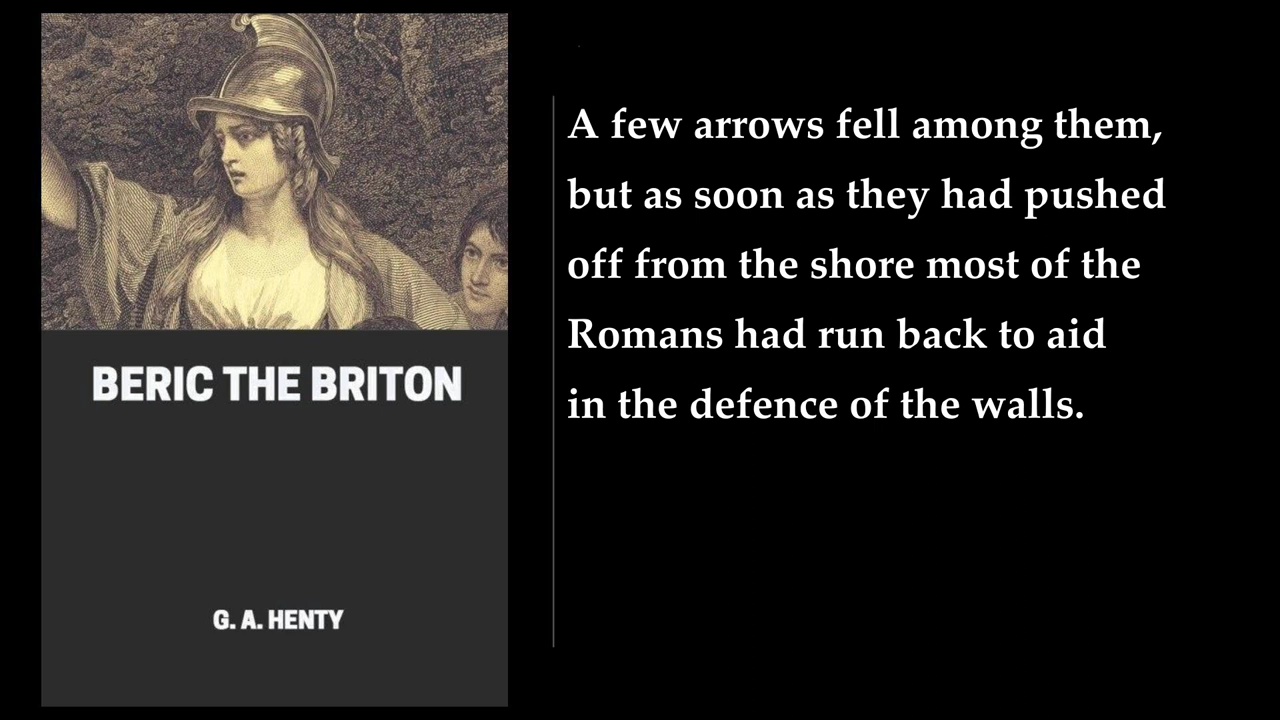 BERIC THE BRITON
G. A. HENTY
A few arrows fell among them,
but as soon as they had pushed
off from the shore most of the
Romans had run back to aid
in the defence of the walls.